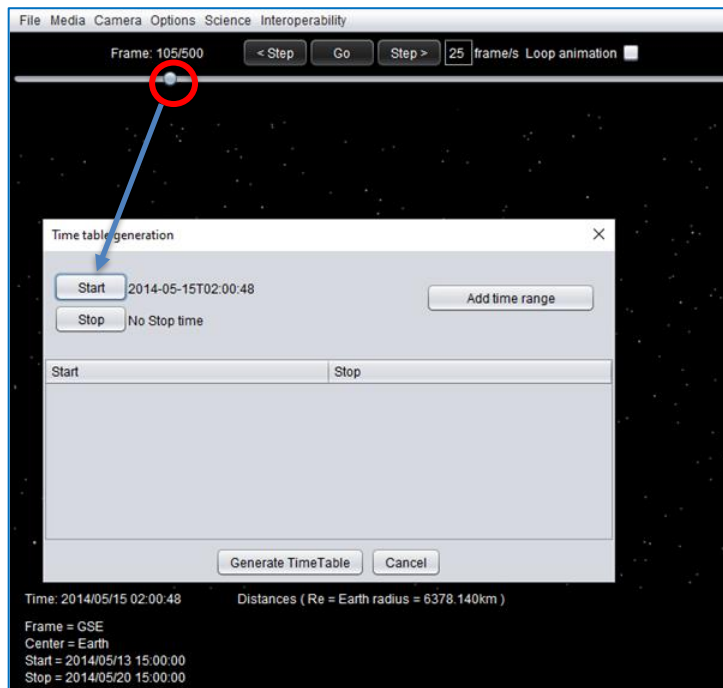 File Media Camera Options Science Interoperability
Frame: 105/500 < Step Go Step > 25 frame/s Loop animation
Time table generation
Start 2014-05-15T02:00:48
Add time range
Stop No Stop time
Start Stop
Generate TimeTable Cancel
Time: 2014/05/15 02:00:48 Distances ( Re = Earth radius = 6378.140km )
Frame = GSE
Center = Earth
Start = 2014/05/13 15:00:00
Stop = 2014/05/20 15:00:00